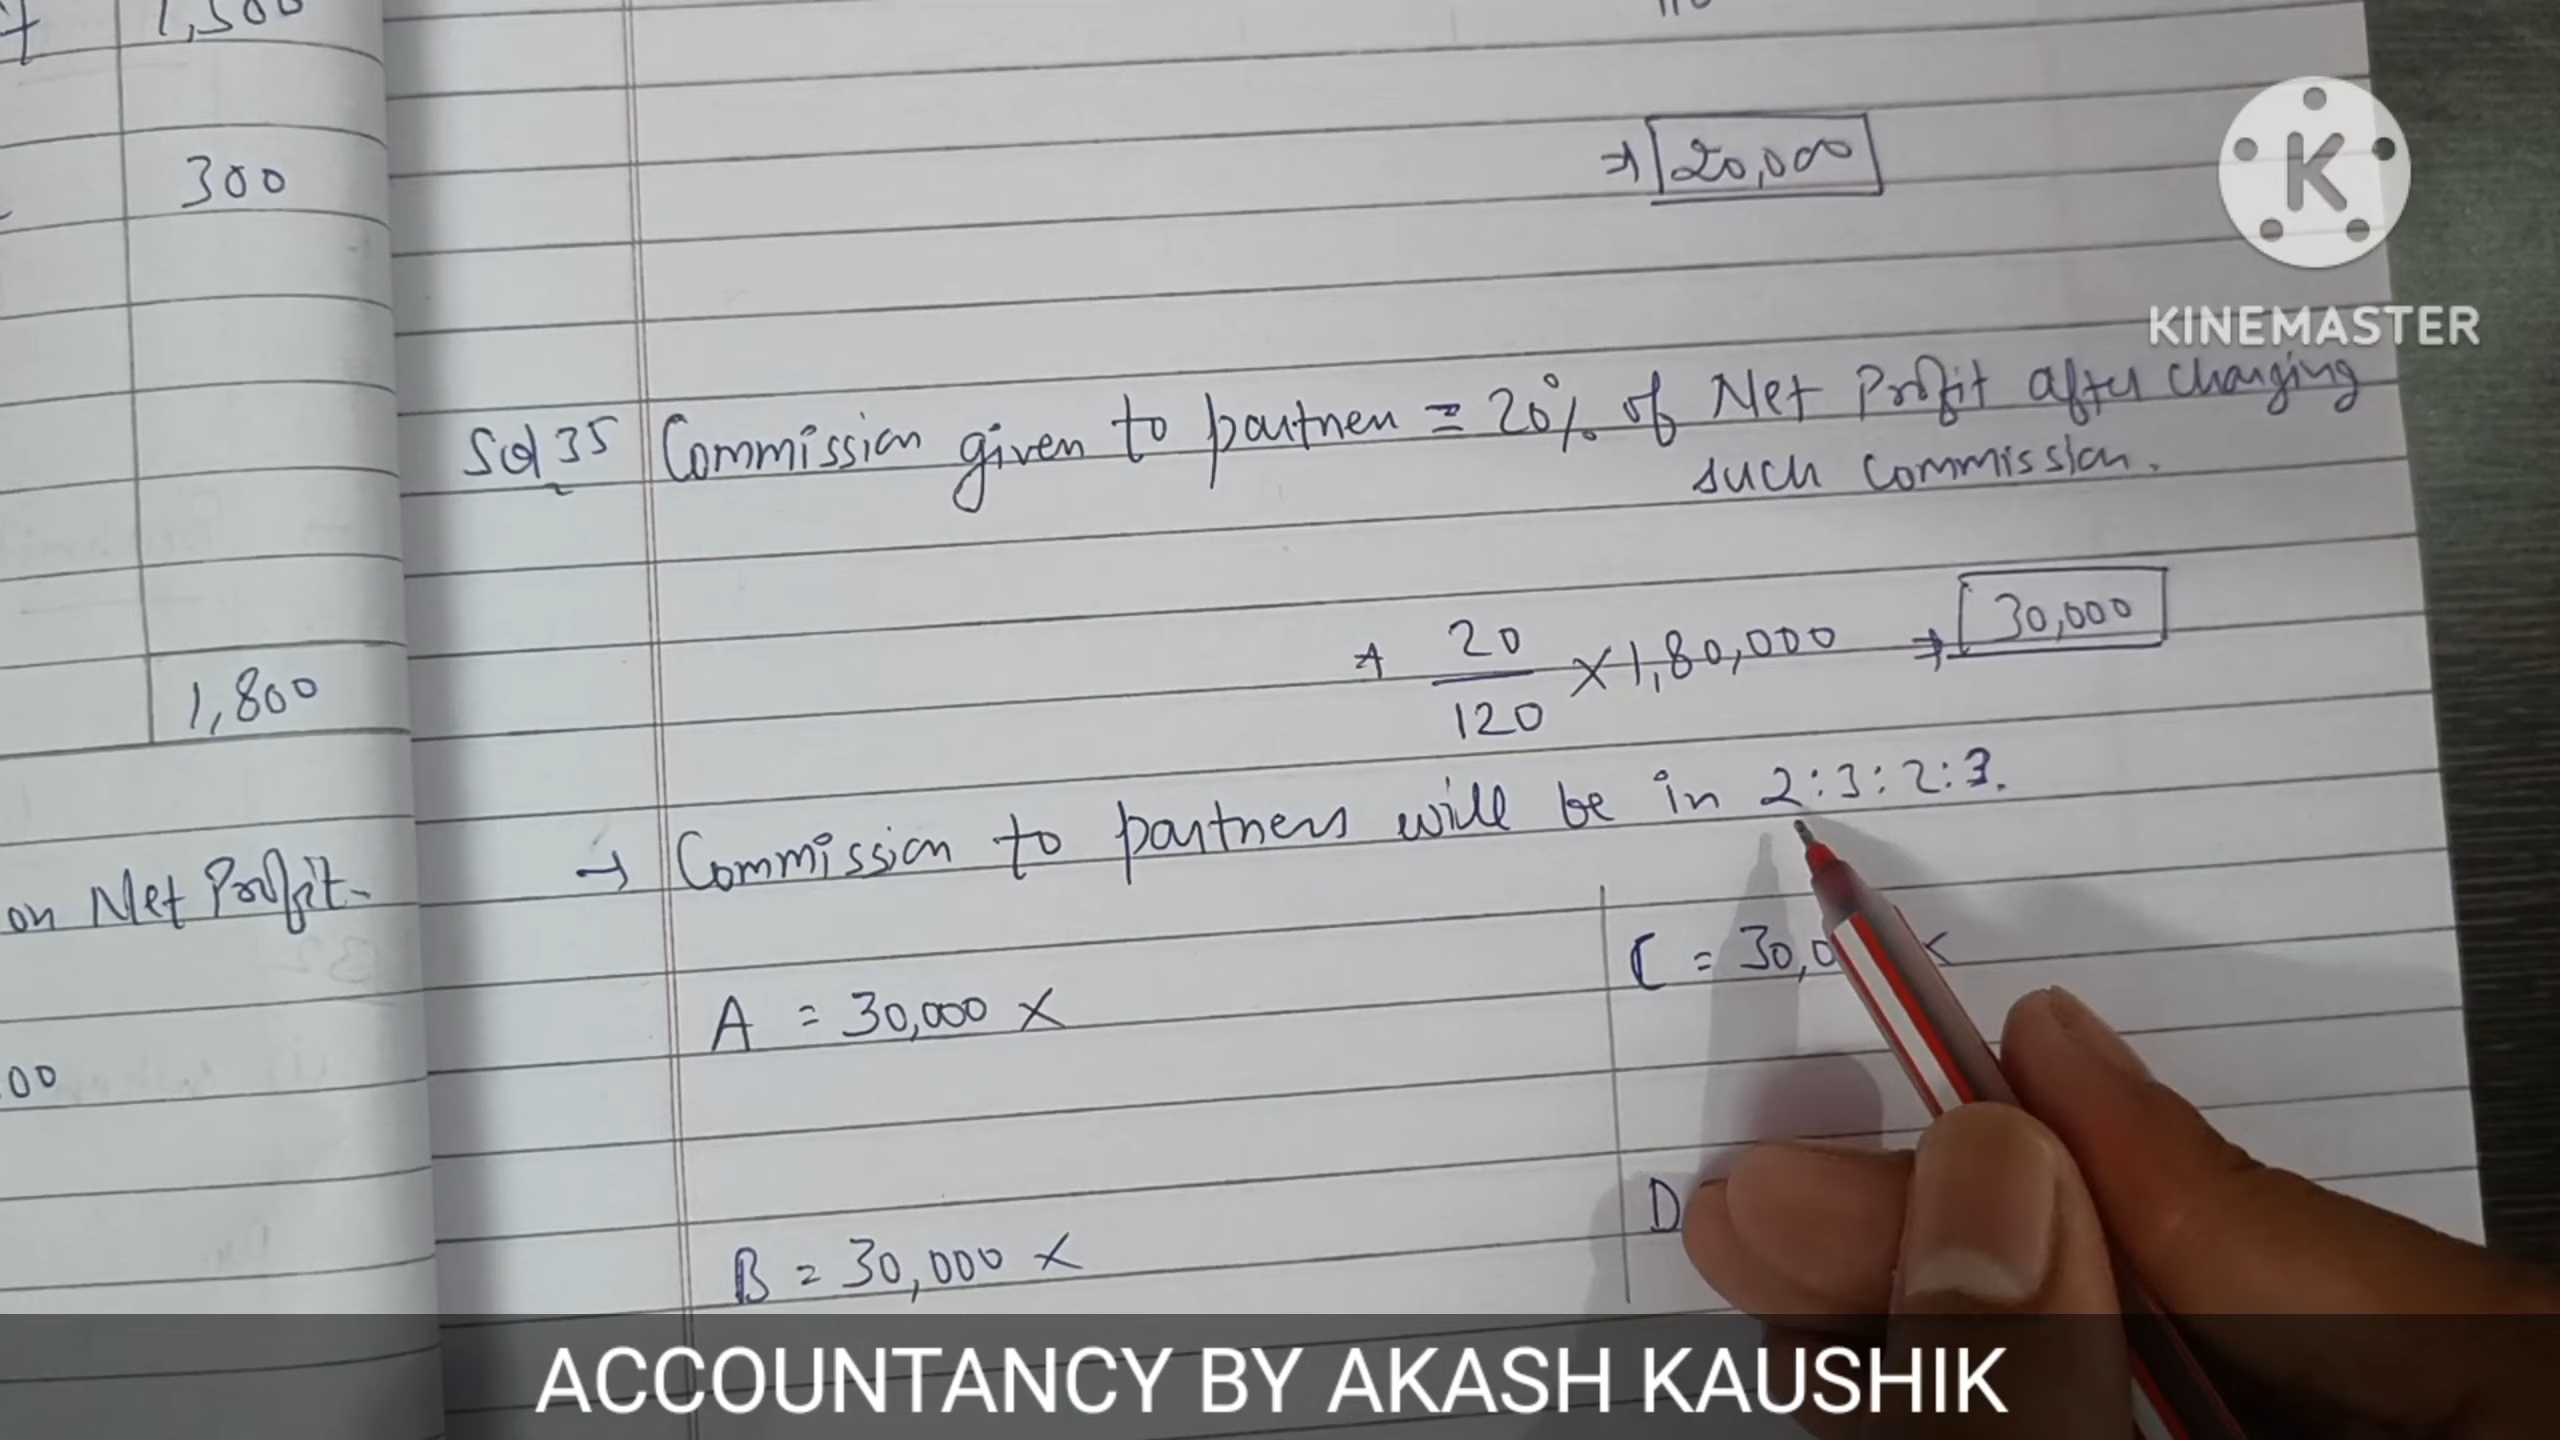 1,500
300
1,800
on Net Profit-
00
⇒ 20,000
KINEMASTER
Sol 35 Commission given to partner = 20% of Net Profit after charging
such commission.
⇒ 20/120 × 1,80,000 ⇒ 30,000
→ Commission to partners will be in 2:3:2:3.
A = 30,000 ×
C = 30,0 ×
B = 30,000 ×
D
ACCOUNTANCY BY AKASH KAUSHIK